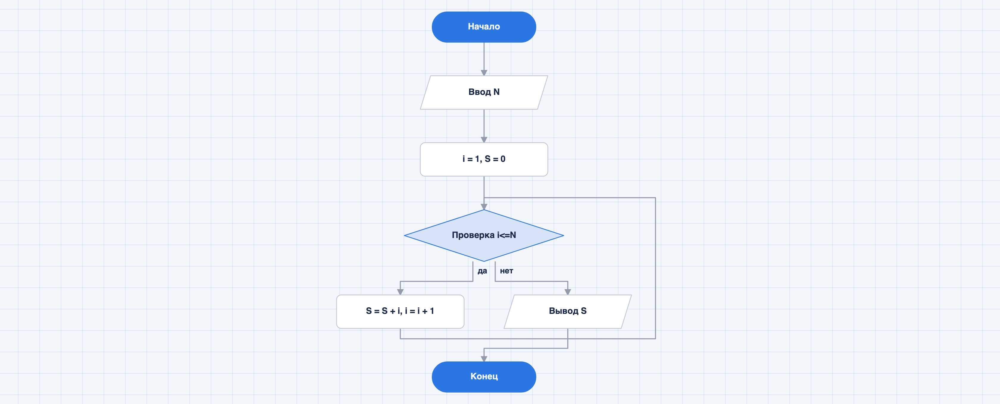 Начало
Ввод N
i = 1, S = 0
Проверка i<=N
да
нет
S = S + i, i = i + 1
Вывод S
Конец